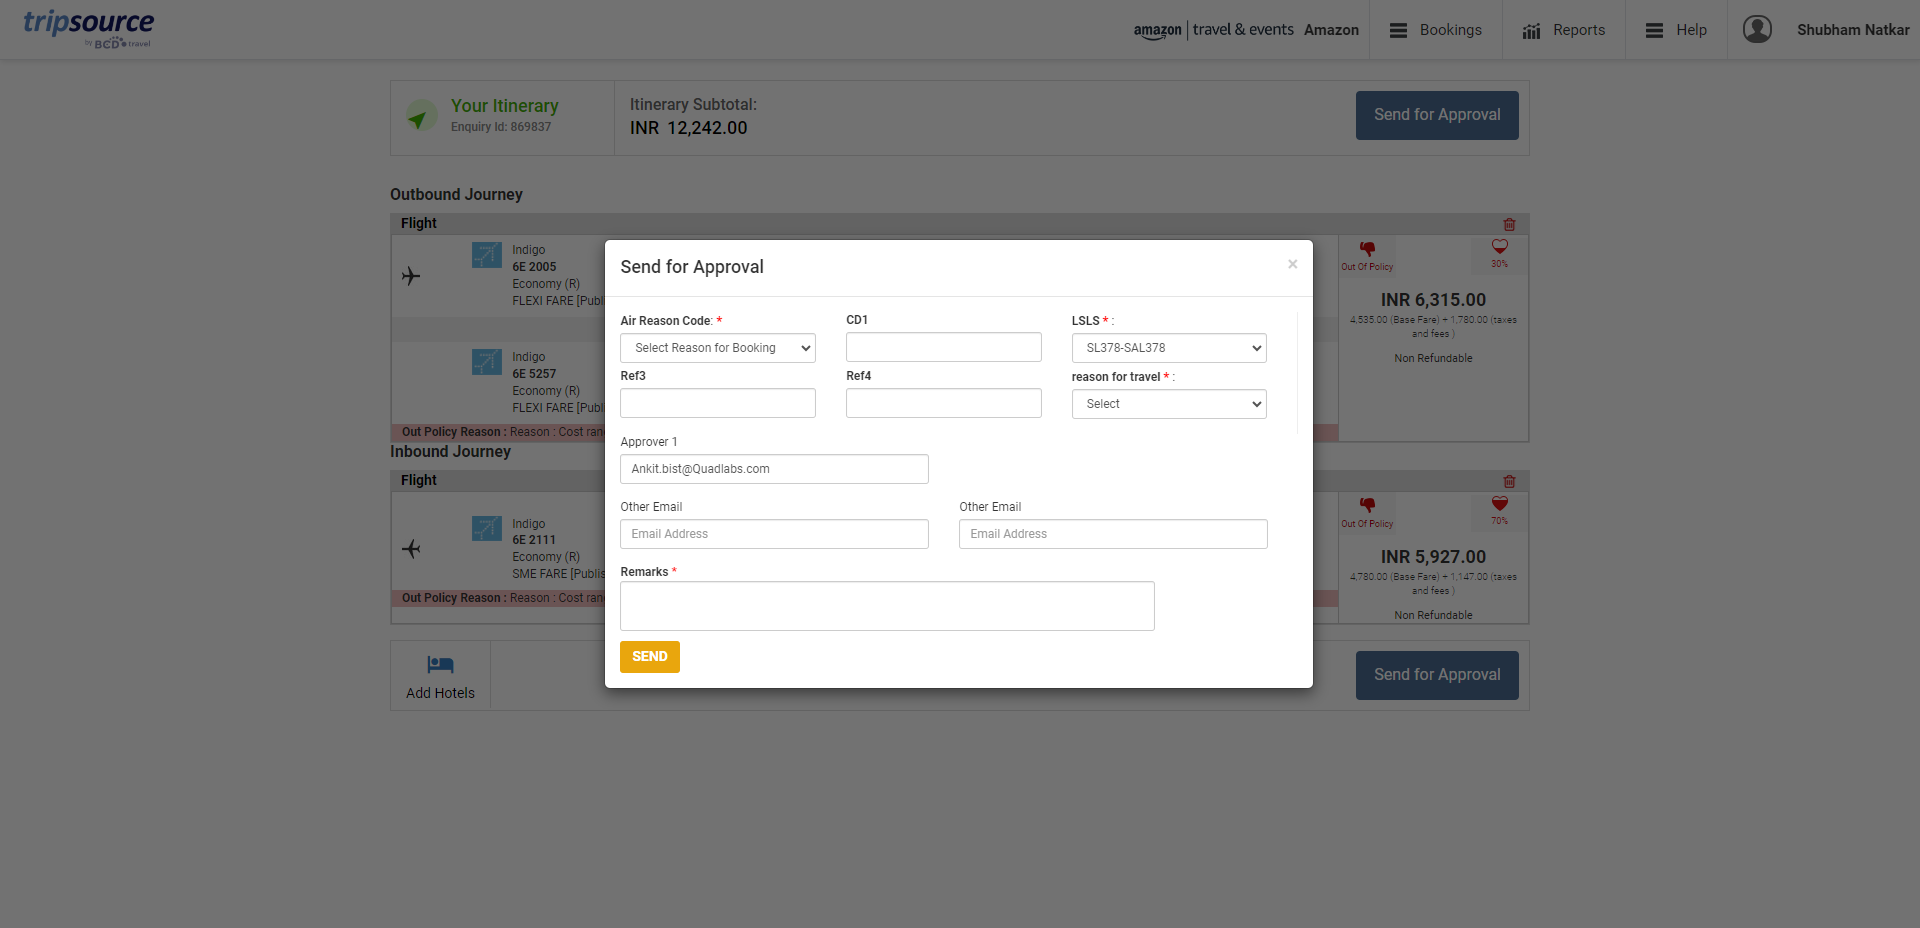 tripsource
by BCD travel
amazon | travel & events Amazon
Bookings
Reports
Help
Shubham Natkar
Your Itinerary
Enquiry Id: 869837
Itinerary Subtotal:
INR 12,242.00
Send for Approval
Outbound Journey
Flight
Indigo
6E 2005
Economy (R)
FLEXI FARE [Publ
Indigo
6E 5257
Economy (R)
FLEXI FARE [Publ
Out Policy Reason : Reason : Cost ran
Out Of Policy
30%
INR 6,315.00
4,535.00 (Base Fare) + 1,780.00 (taxes
and fees )
Non Refundable
Inbound Journey
Flight
Indigo
6E 2111
Economy (R)
SME FARE [Publis
Out Policy Reason : Reason : Cost ran
Out Of Policy
70%
INR 5,927.00
4,780.00 (Base Fare) + 1,147.00 (taxes
and fees )
Non Refundable
Add Hotels
Send for Approval
Send for Approval
×
Air Reason Code: *
CD1
LSLS * :
Select Reason for Booking
SL378-SAL378
Ref3
Ref4
reason for travel * :
Select
Approver 1
Ankit.bist@Quadlabs.com
Other Email
Other Email
Email Address
Email Address
Remarks *
SEND